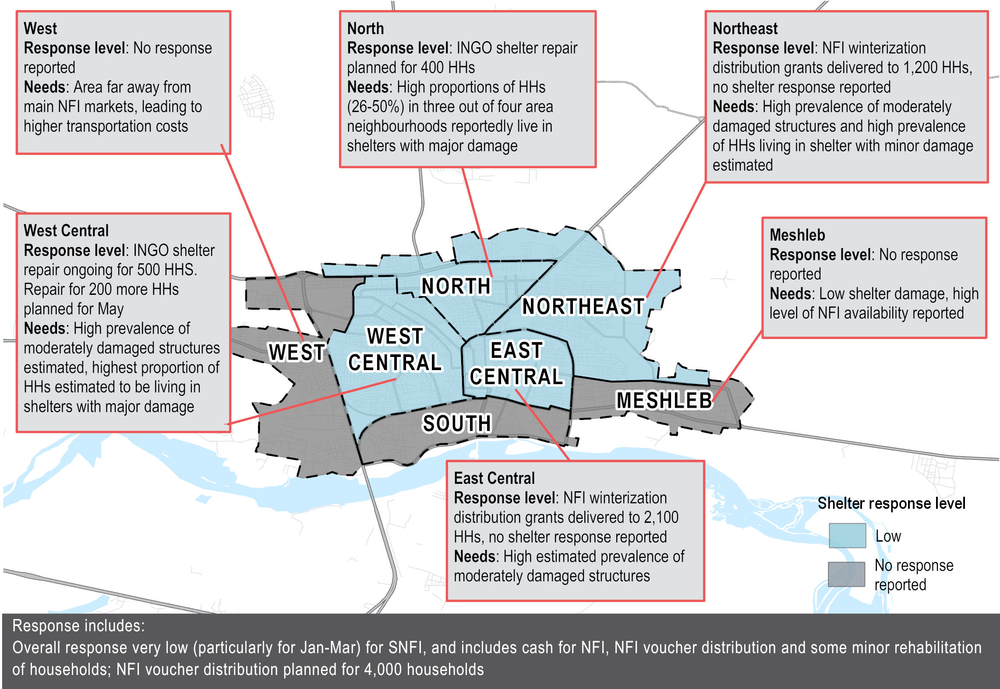 West
Response level: No response
reported
Needs: Area far away from
main NFI markets, leading to
higher transportation costs
North
Response level: INGO shelter repair
planned for 400 HHs
Needs: High proportions of HHs
(26-50%) in three out of four area
neighbourhoods reportedly live in
shelters with major damage
Northeast
Response level: NFI winterization
distribution grants delivered to 1,200 HHs,
no shelter response reported
Needs: High prevalence of moderately
damaged structures and high prevalence
of HHs living in shelter with minor damage
estimated
West Central
Response level: INGO shelter
repair ongoing for 500 HHS.
Repair for 200 more HHs
planned for May
Needs: High prevalence of
moderately damaged structures
estimated, highest proportion of
HHs estimated to be living in
shelters with major damage
Meshleb
Response level: No response
reported
Needs: Low shelter damage, high
level of NFI availability reported
NORTH
NORTHEAST
WEST
CENTRAL
WEST
EAST
CENTRAL
MESHLEB
SOUTH
East Central
Response level: NFI winterization
distribution grants delivered to 2,100
HHs, no shelter response reported
Needs: High estimated prevalence of
moderately damaged structures
Shelter response level
Low
No response
reported
Response includes:
Overall response very low (particularly for Jan-Mar) for SNFI, and includes cash for NFI, NFI voucher distribution and some minor rehabilitation
of households; NFI voucher distribution planned for 4,000 households